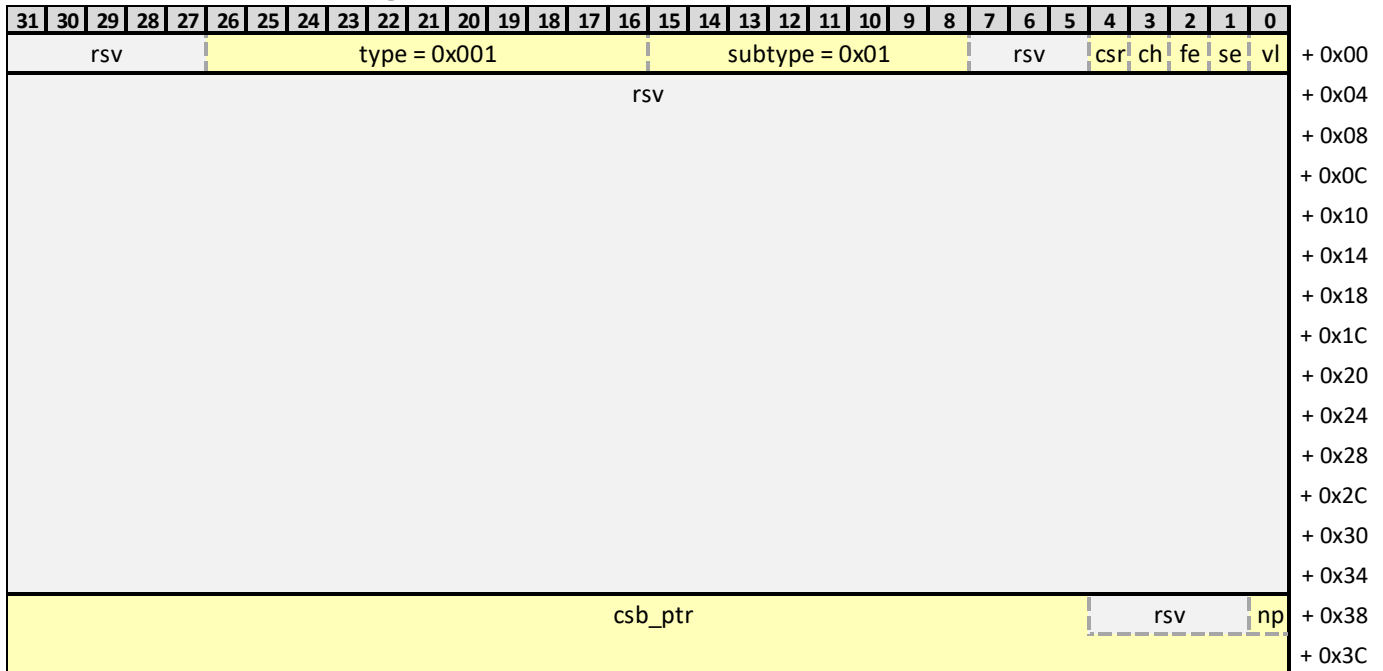 31 30 29 28 27 26 25 24 23 22 21 20 19 18 17 16 15 14 13 12 11 10 9 8 7 6 5 4 3 2 1 0
rsv type = 0x001 subtype = 0x01 rsv csr ch fe se vl + 0x00
rsv + 0x04
+ 0x08
+ 0x0C
+ 0x10
+ 0x14
+ 0x18
+ 0x1C
+ 0x20
+ 0x24
+ 0x28
+ 0x2C
+ 0x30
+ 0x34
csb_ptr rsv np + 0x38
+ 0x3C